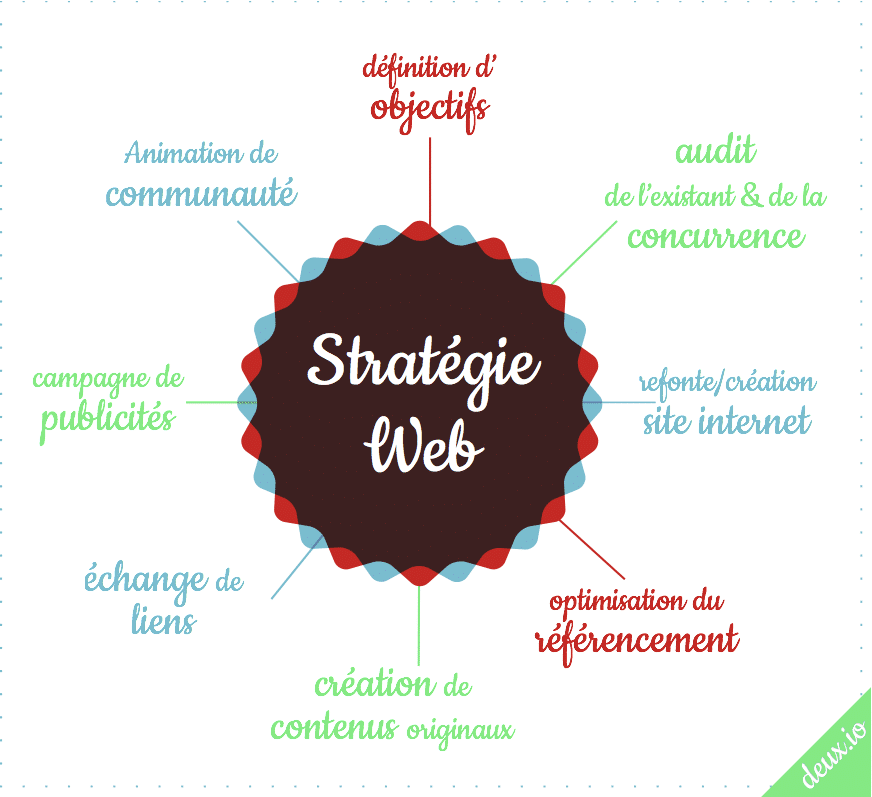 définition d'
objectifs
audit
de l'existant & de la
concurrence
refonte/création
site internet
optimisation du
référencement
création de
contenus originaux
échange de
liens
campagne de
publicités
Animation de
communauté
Stratégie
Web
deux.io